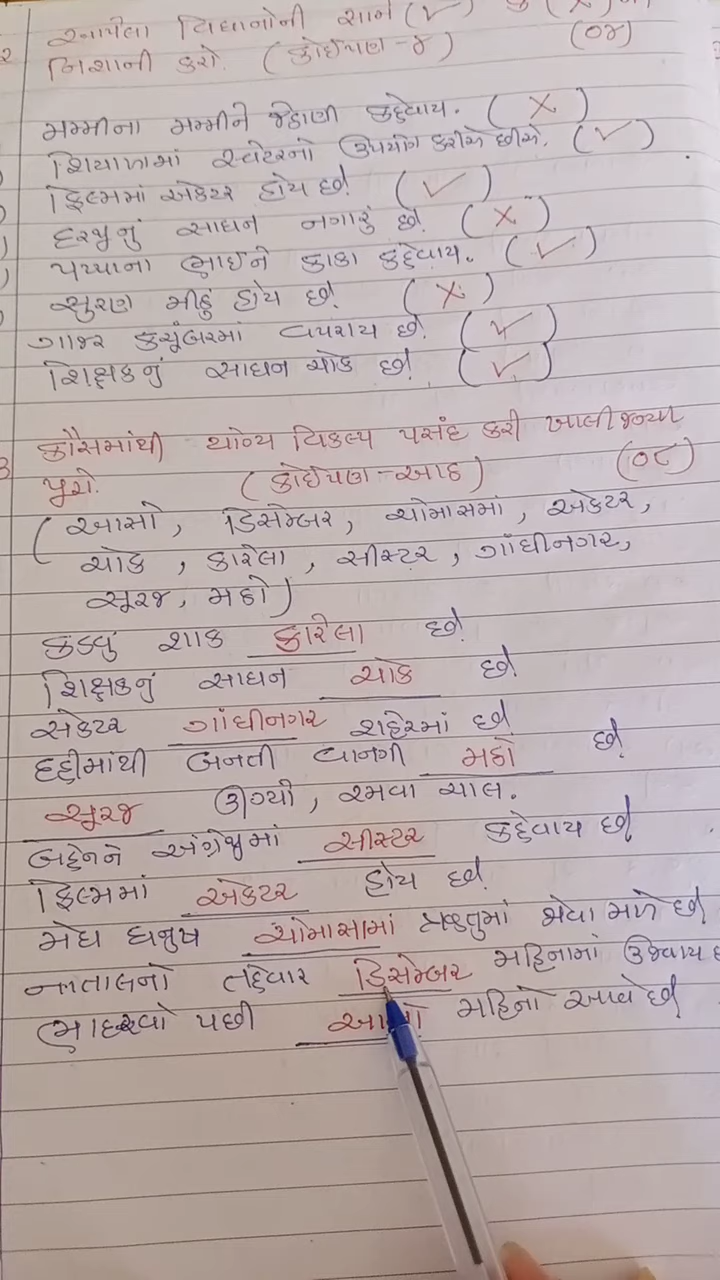 આપેલા વિધાનોની સામે (✓) કે (×) ની
નિશાની કરો. (કોઈપણ-૪) (૦૪)
મમ્મીના મમ્મીને જેઠાણી કહેવાય. (×)
શિયાળામાં સ્વેટરનો ઉપયોગ કરીએ છીએ. (✓)
ફિલ્મમાં એક્ટર હોય છે. (✓)
દરજીનું સાધન નગારું છે. (×)
પપ્પાના ભાઈને કાકા કહેવાય. (✓)
સુરણ મીઠું હોય છે. (×)
ગાજર કચૂંબરમાં વપરાય છે. (✓)
શિક્ષકનું સાધન ચોક છે. (✓)
૩ કૌંસમાંથી યોગ્ય વિકલ્પ પસંદ કરી ખાલી જગ્યા
પૂરો. (કોઈપણ-આઠ) (૦૮)
(આસો, ડિસેમ્બર, ચોમાસામાં, એક્ટર,
ચોક, કારેલા, સીસ્ટર, ગાંધીનગર,
સૂરજ, મઠો)
કડવું શાક કારેલા છે.
શિક્ષકનું સાધન ચોક છે.
સેક્ટર ગાંધીનગર શહેરમાં છે.
દહીંમાંથી બનતી વાનગી મઠો છે.
સૂરજ ઊગ્યો, રમવા ચાલ.
બહેનને અંગ્રેજીમાં સીસ્ટર કહેવાય છે.
ફિલ્મમાં એક્ટર હોય છે.
મેઘ ધનુષ ચોમાસામાં ઋતુમાં જોવા મળે છે.
નાતાલનો તહેવાર ડિસેમ્બર મહિનામાં ઉજવાય
ભાદરવો પછી આસો મહિનો આવે છે.